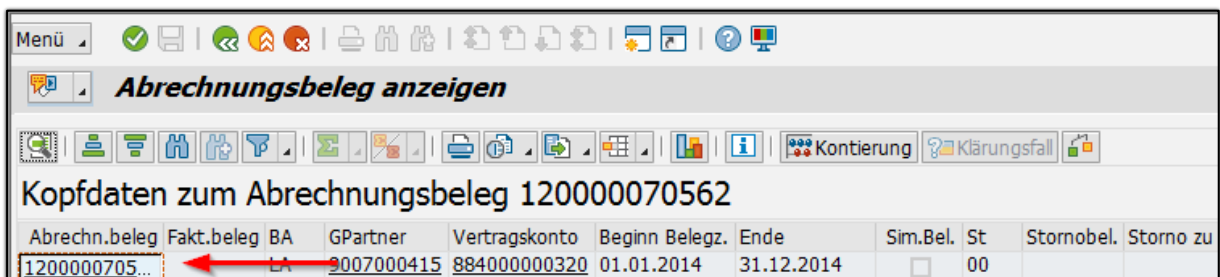 Menü
Abrechnungsbeleg anzeigen
Kontierung Klärungsfall
Kopfdaten zum Abrechnungsbeleg 120000070562
Abrechn.beleg Fakt.beleg BA GPartner Vertragskonto Beginn Belegz. Ende Sim.Bel. St Stornobel. Storno zu
1200000705... LA 9007000415 884000000320 01.01.2014 31.12.2014 00